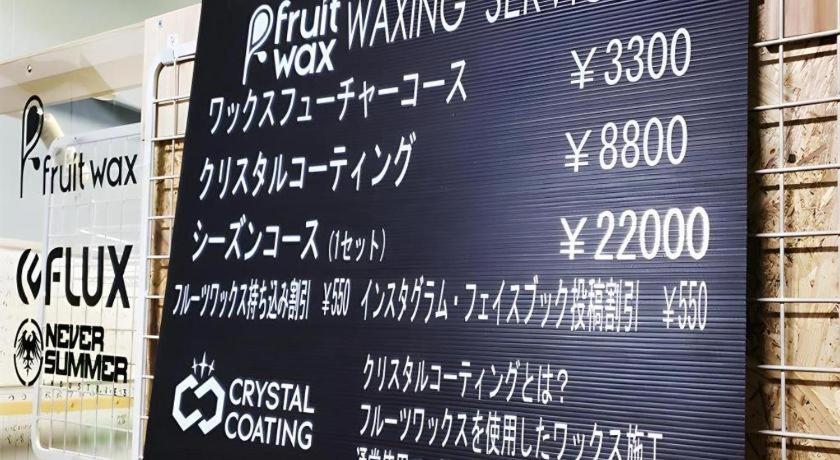 fruit wax WAXING SERVIC
ワックスフューチャーコース ￥3300
クリスタルコーティング ￥8800
シーズンコース (1セット) ￥22000
フルーツワックス持ち込み割引 ￥550 インスタグラム・フェイスブック投稿割引 ￥550
CRYSTAL COATING
クリスタルコーティングとは?
フルーツワックスを使用したワックス施工
fruit wax
FLUX
NEVER
SUMMER